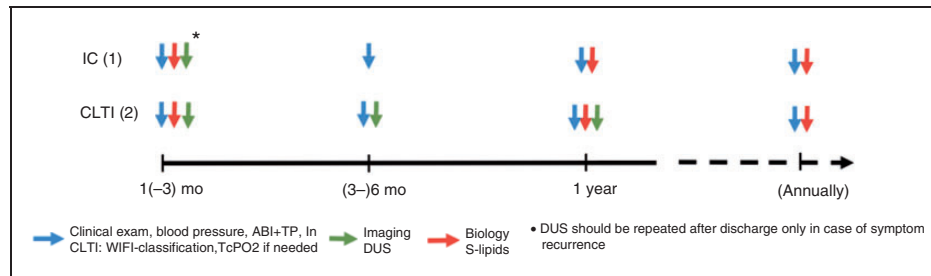 *
IC (1)
CLTI (2)
1(–3) mo (3–)6 mo 1 year (Annually)
Clinical exam, blood pressure, ABI+TP, In
CLTI: WIFI-classification,TcPO2 if needed
Imaging
DUS
Biology
S-lipids
• DUS should be repeated after discharge only in case of symptom
recurrence